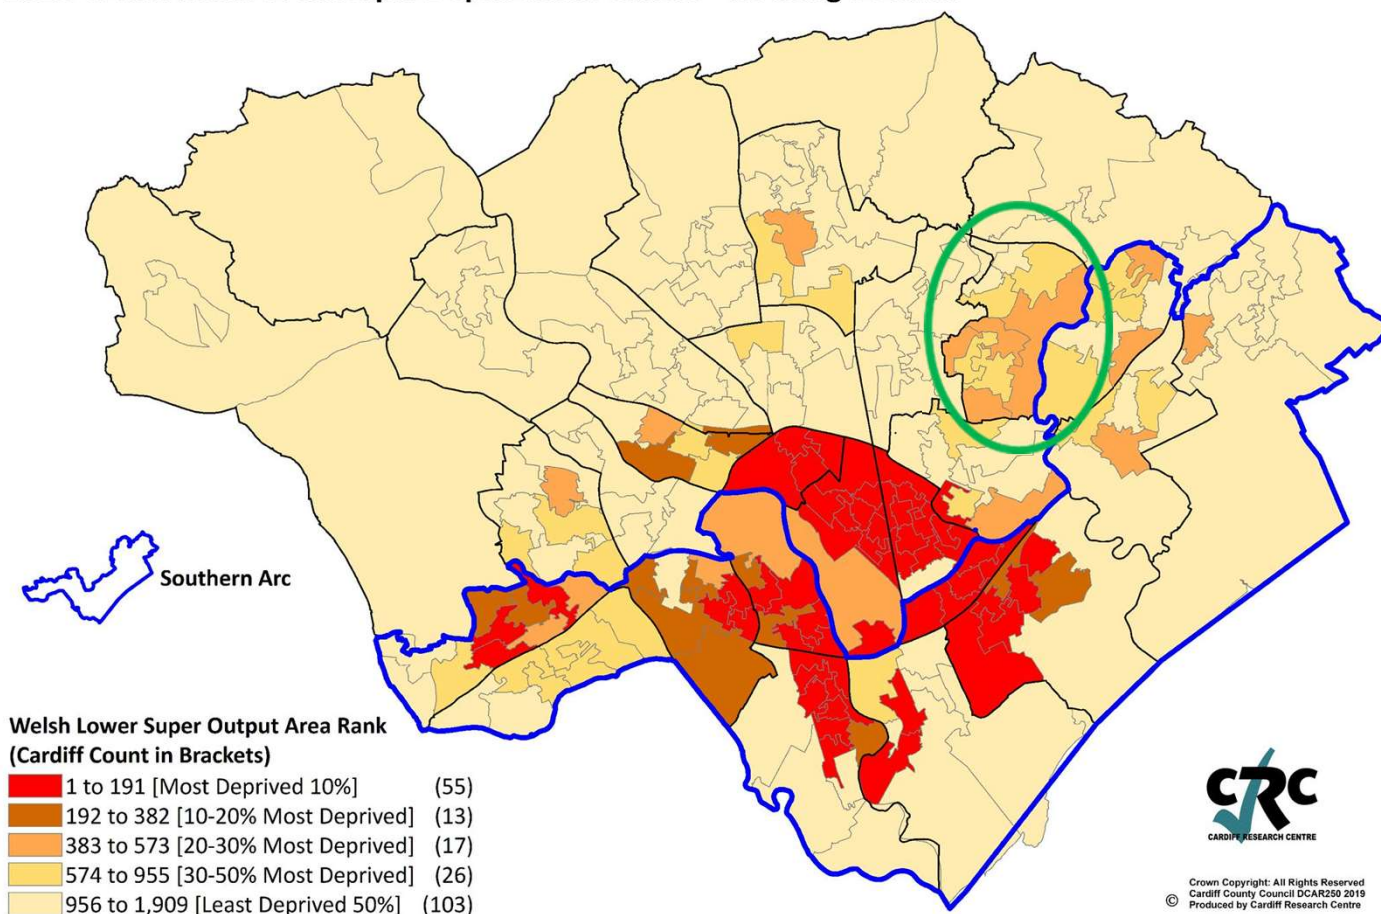 Southern Arc
Welsh Lower Super Output Area Rank
(Cardiff Count in Brackets)
1 to 191 [Most Deprived 10%] (55)
192 to 382 [10-20% Most Deprived] (13)
383 to 573 [20-30% Most Deprived] (17)
574 to 955 [30-50% Most Deprived] (26)
956 to 1,909 [Least Deprived 50%] (103)
CRC
CARDIFF RESEARCH CENTRE
Crown Copyright: All Rights Reserved
Cardiff County Council DCAR250 2019
© Produced by Cardiff Research Centre